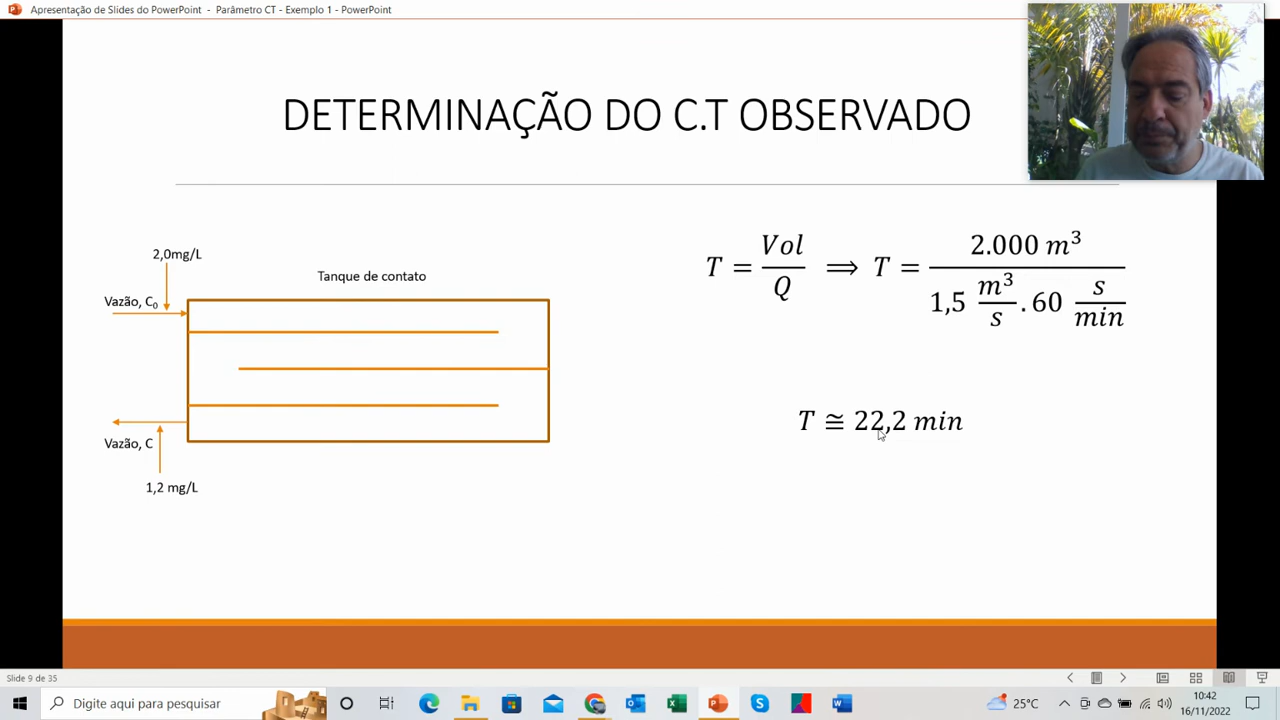 Apresentação de Slides do PowerPoint - Parâmetro CT - Exemplo 1 - PowerPoint
DETERMINAÇÃO DO C.T OBSERVADO
2,0mg/L
Tanque de contato
Vazão, C₀
Vazão, C
1,2 mg/L
T = Vol / Q ⟹ T = 2.000 m³ / 1,5 m³/s . 60 s/min
T ≅ 22,2 min
Slide 9 de 35
Digite aqui para pesquisar
25°C
10:42
16/11/2022